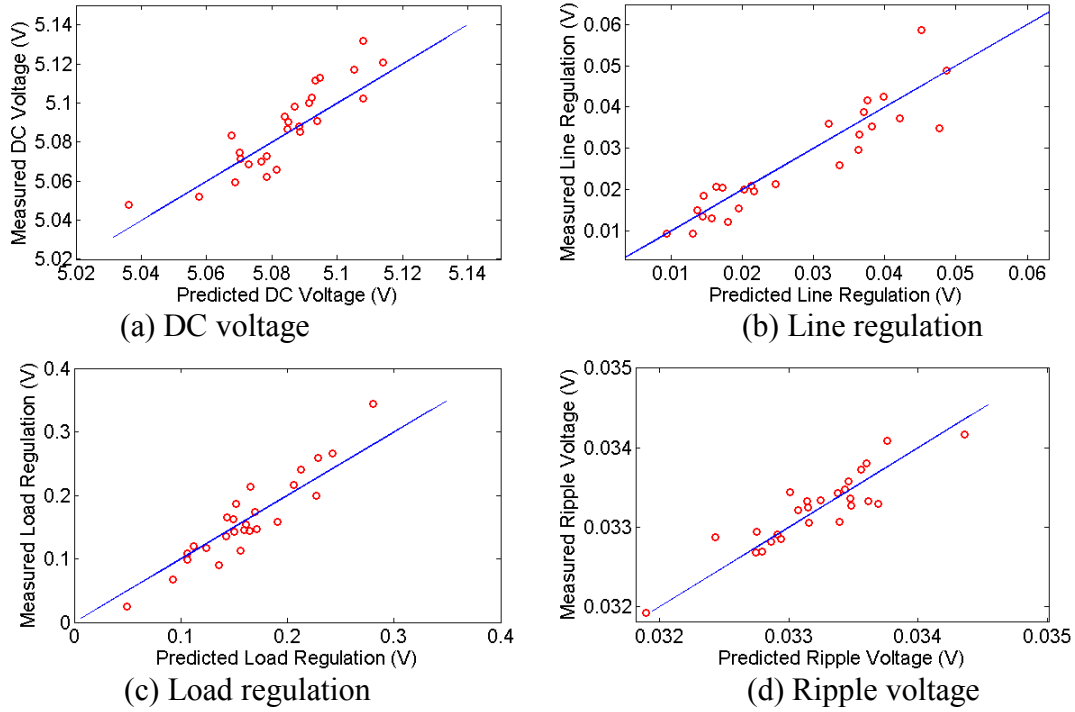 5.14
5.12
5.1
5.08
5.06
5.04
5.02
Measured DC Voltage (V)
5.02 5.04 5.06 5.08 5.1 5.12 5.14
Predicted DC Voltage (V)
(a) DC voltage
0.06
0.05
0.04
0.03
0.02
0.01
Measured Line Regulation (V)
0.01 0.02 0.03 0.04 0.05 0.06
Predicted Line Regulation (V)
(b) Line regulation
0.4
0.3
0.2
0.1
0
Measured Load Regulation (V)
0 0.1 0.2 0.3 0.4
Predicted Load Regulation (V)
(c) Load regulation
0.035
0.034
0.033
0.032
Measured Ripple Voltage (V)
0.032 0.033 0.034 0.035
Predicted Ripple Voltage (V)
(d) Ripple voltage